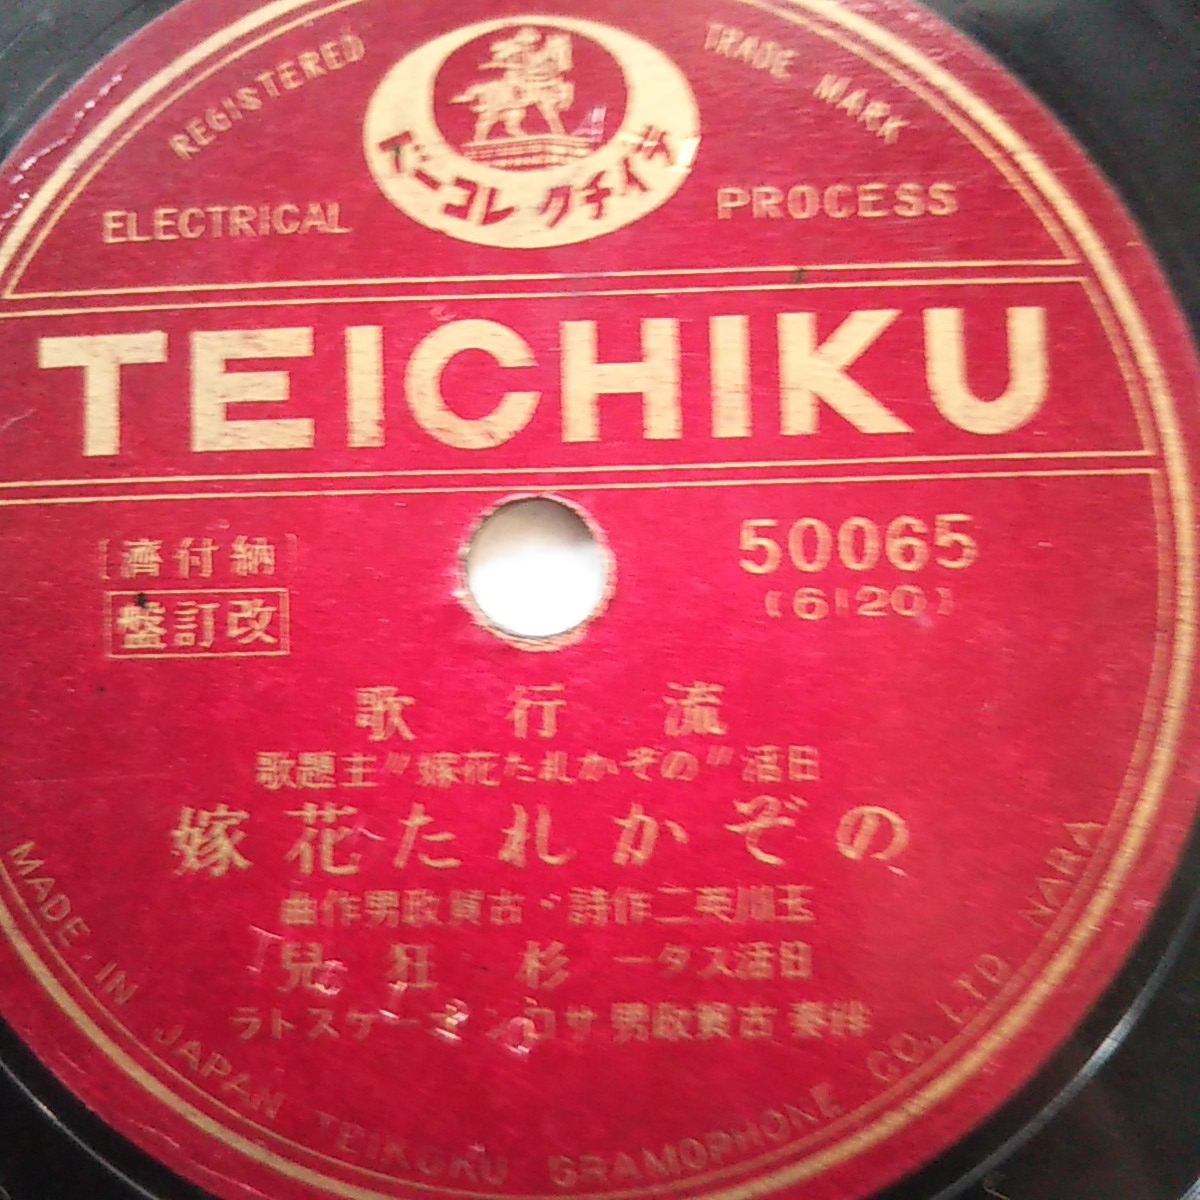 REGISTERED TRADE MARK
テイチクレコード
ELECTRICAL PROCESS
TEICHIKU
[納付濟]
改訂盤
50065
(6 20)
流行歌
日活〃のぞかれた花嫁〃主題歌
のぞかれた花嫁
玉川英二作詩・古賀政男作曲
日活スター 杉狂兒
伴奏 古賀政男サロンオーケストラ
MADE IN JAPAN TEIKOKU GRAMOPHONE CO., LTD NARA